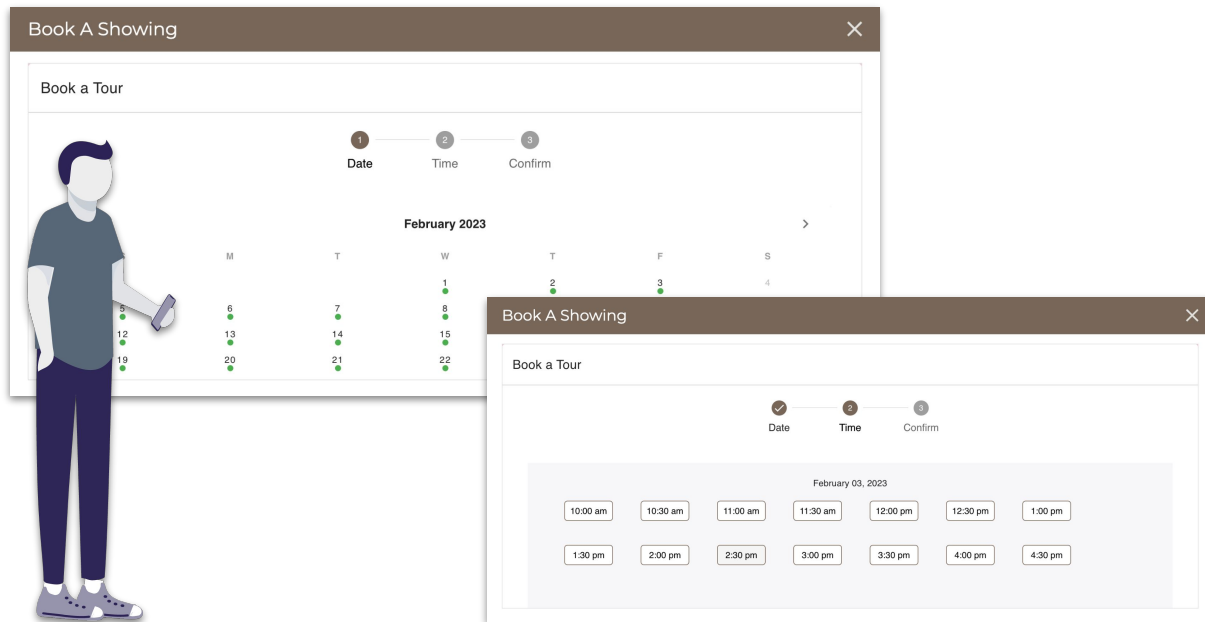 Book A Showing
Book a Tour
1 2 3
Date Time Confirm
February 2023
M T W T F S
1 2 3 4
5 6 7 8
12 13 14 15
19 20 21 22
Book A Showing
Book a Tour
2 3
Date Time Confirm
February 03, 2023
10:00 am 10:30 am 11:00 am 11:30 am 12:00 pm 12:30 pm 1:00 pm
1:30 pm 2:00 pm 2:30 pm 3:00 pm 3:30 pm 4:00 pm 4:30 pm